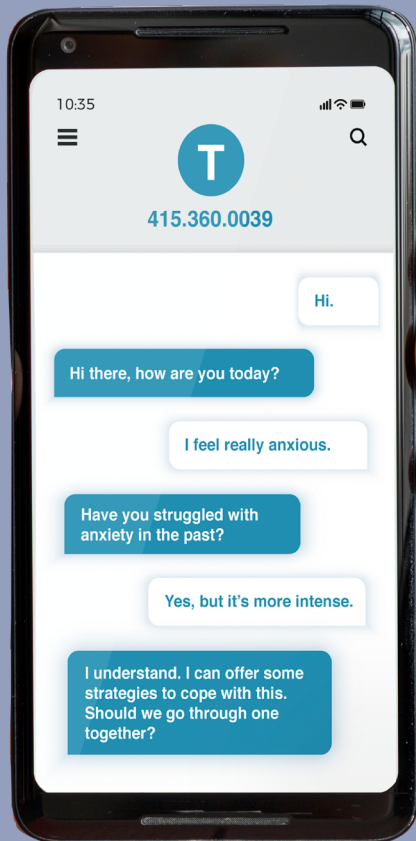 10:35
T
415.360.0039
Hi.
Hi there, how are you today?
I feel really anxious.
Have you struggled with
anxiety in the past?
Yes, but it’s more intense.
I understand. I can offer some
strategies to cope with this.
Should we go through one
together?